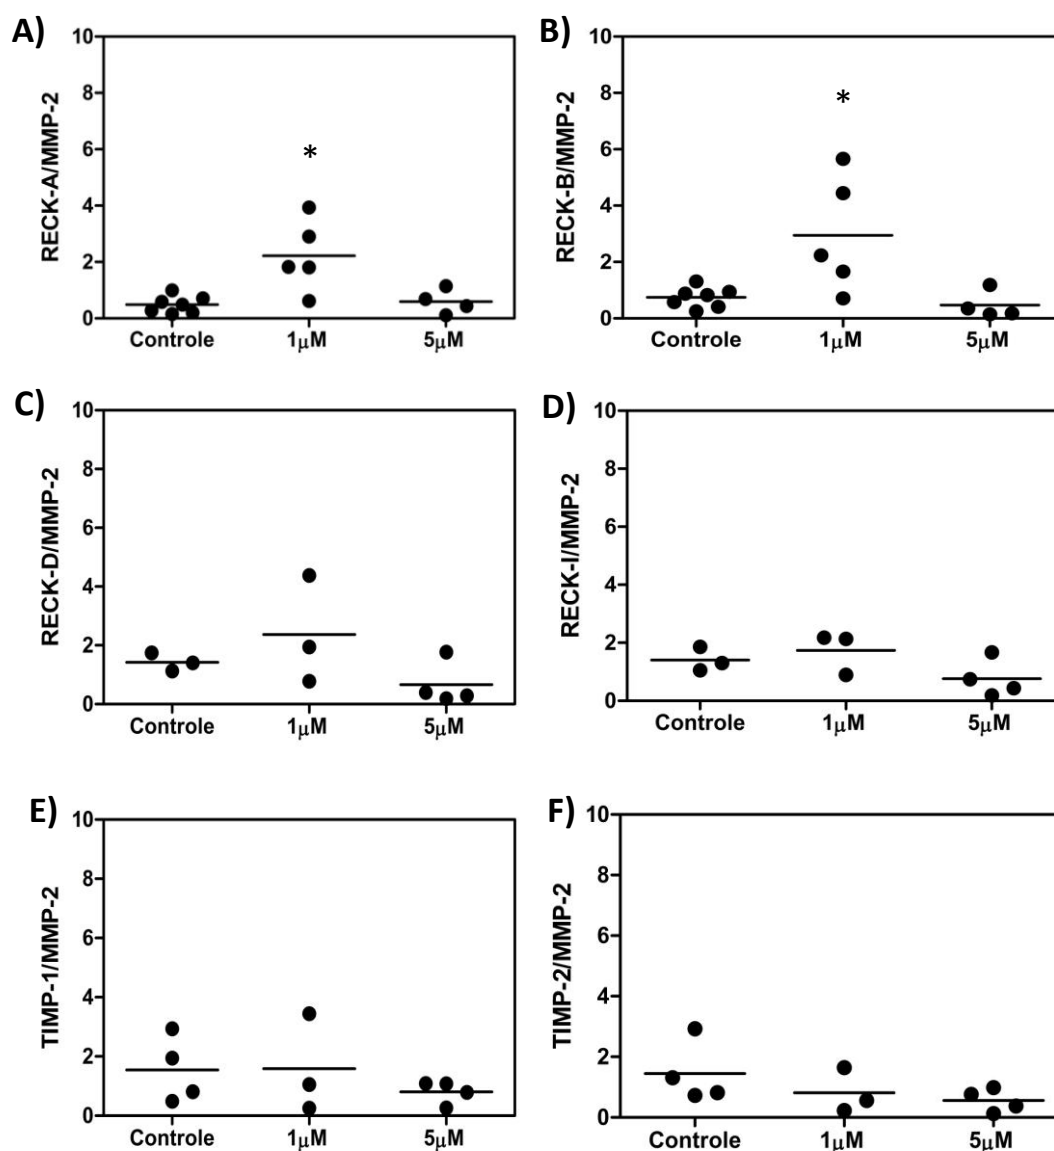 A)
RECK-A/MMP-2
10
8
6
4
2
0
*
Controle 1μM 5μM
B)
RECK-B/MMP-2
10
8
6
4
2
0
*
Controle 1μM 5μM
C)
RECK-D/MMP-2
10
8
6
4
2
0
Controle 1μM 5μM
D)
RECK-I/MMP-2
10
8
6
4
2
0
Controle 1μM 5μM
E)
TIMP-1/MMP-2
10
8
6
4
2
0
Controle 1μM 5μM
F)
TIMP-2/MMP-2
10
8
6
4
2
0
Controle 1μM 5μM